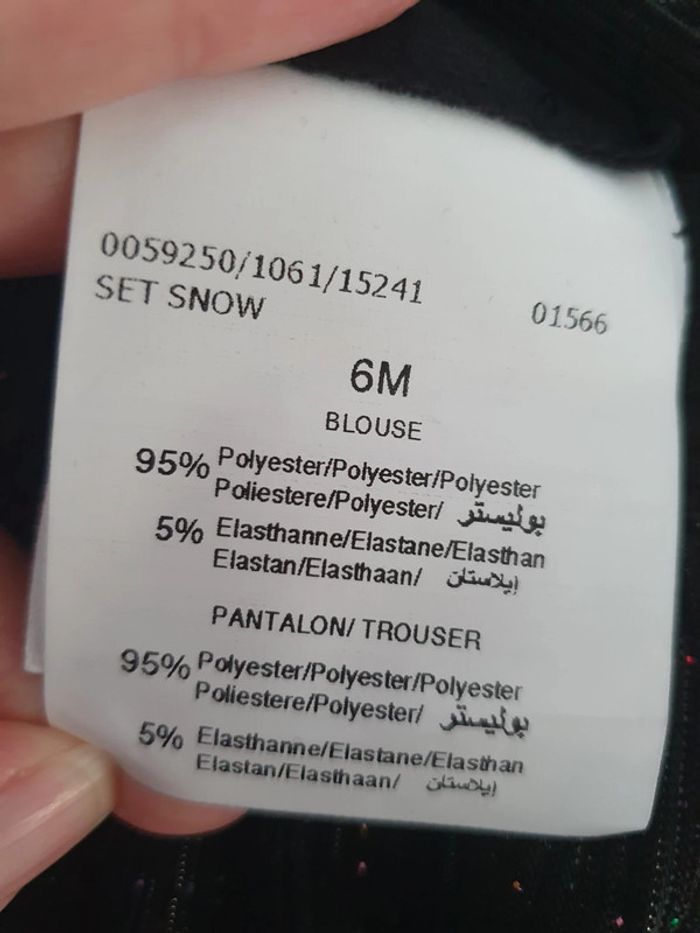 0059250/1061/15241
SET SNOW
01566
6M
BLOUSE
95% Polyester/Polyester/Polyester
Poliestere/Polyester/ بوليستر
5% Elasthanne/Elastane/Elasthan
Elastan/Elasthaan/ إيلاستان
PANTALON/ TROUSER
95% Polyester/Polyester/Polyester
Poliestere/Polyester/ بوليستر
5% Elasthanne/Elastane/Elasthan
Elastan/Elasthaan/ إيلاستان